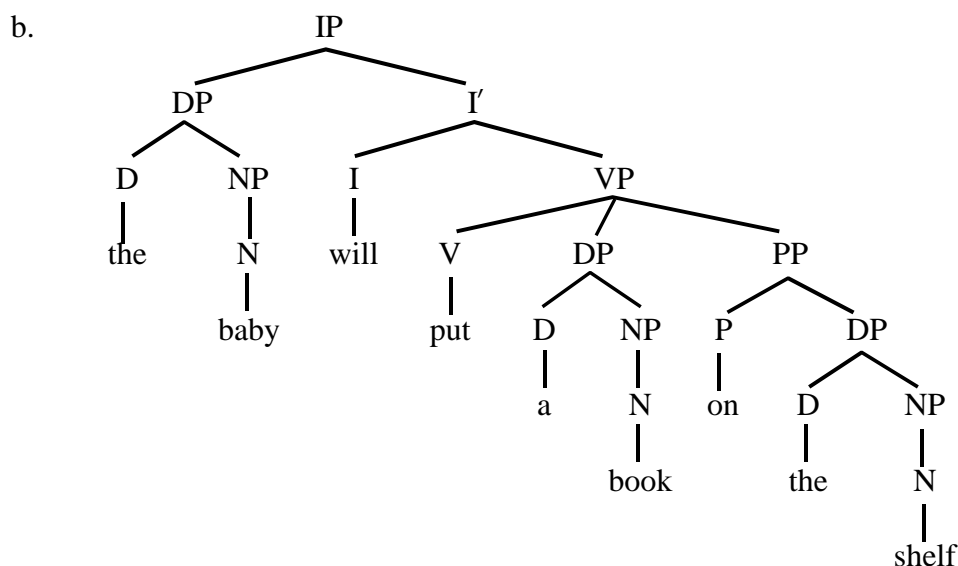 b. IP
DP I′
D NP I VP
the N will V DP PP
baby put D NP P DP
a N on D NP
book the N
shelf